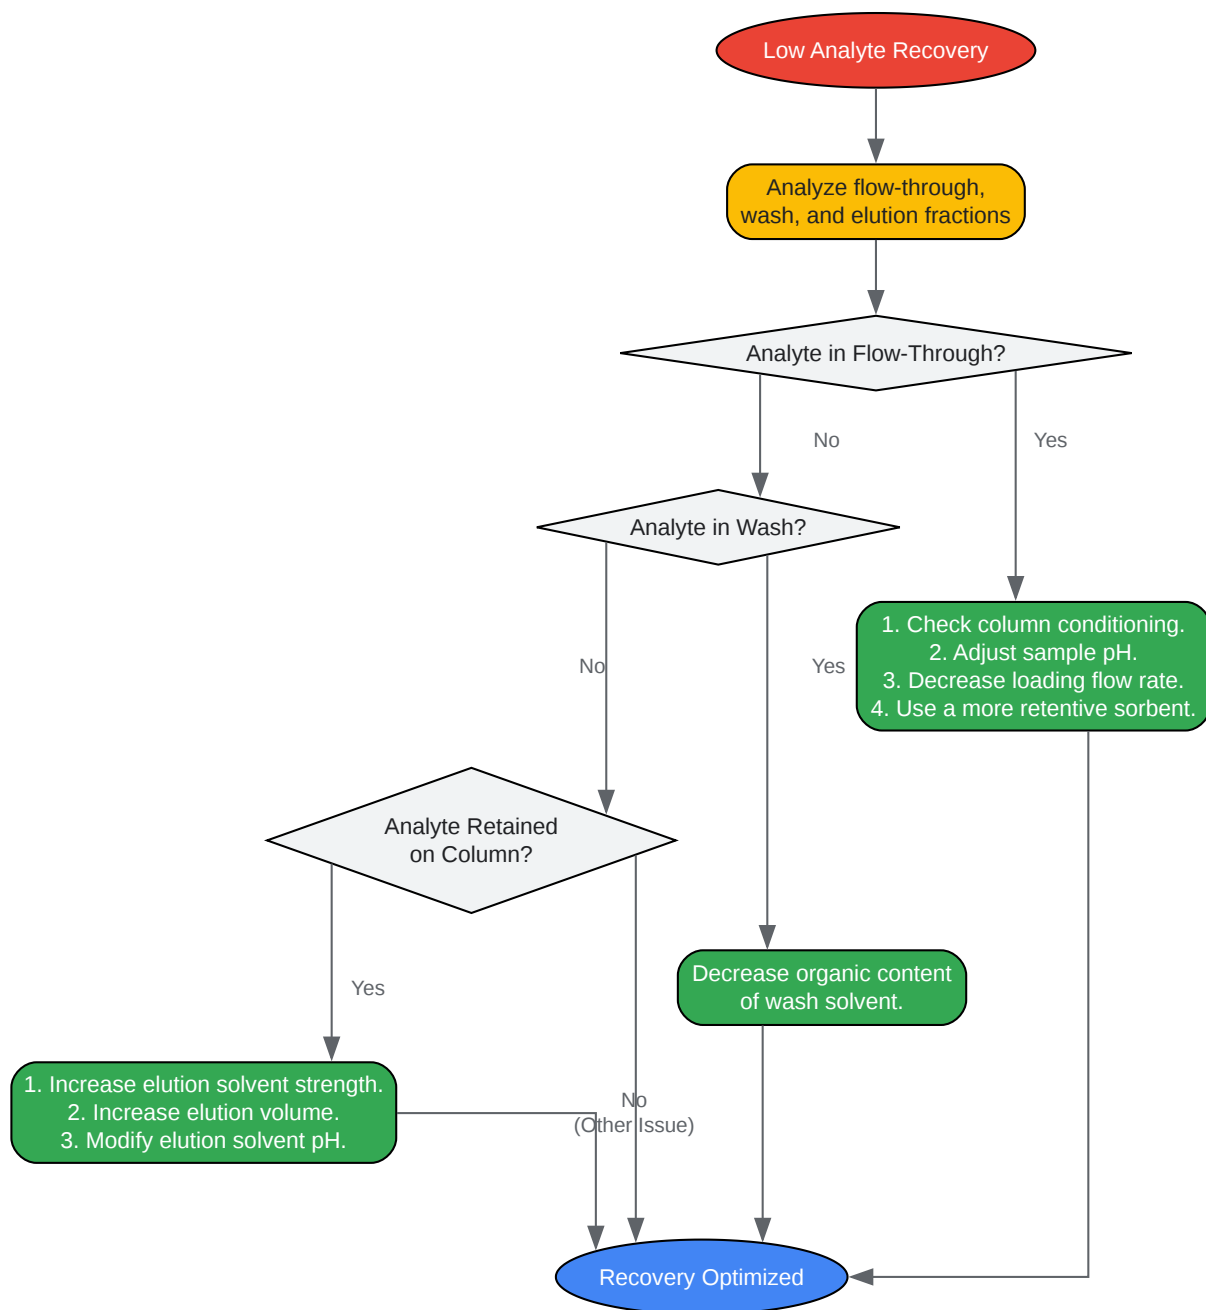 Low Analyte Recovery
Analyze flow-through,
wash, and elution fractions
Analyte in Flow-Through?
No
Yes
Analyte in Wash?
1. Check column conditioning.
2. Adjust sample pH.
3. Decrease loading flow rate.
4. Use a more retentive sorbent.
No
Yes
Analyte Retained
on Column?
Decrease organic content
of wash solvent.
Yes
1. Increase elution solvent strength.
2. Increase elution volume.
3. Modify elution solvent pH.
No
(Other Issue)
Recovery Optimized